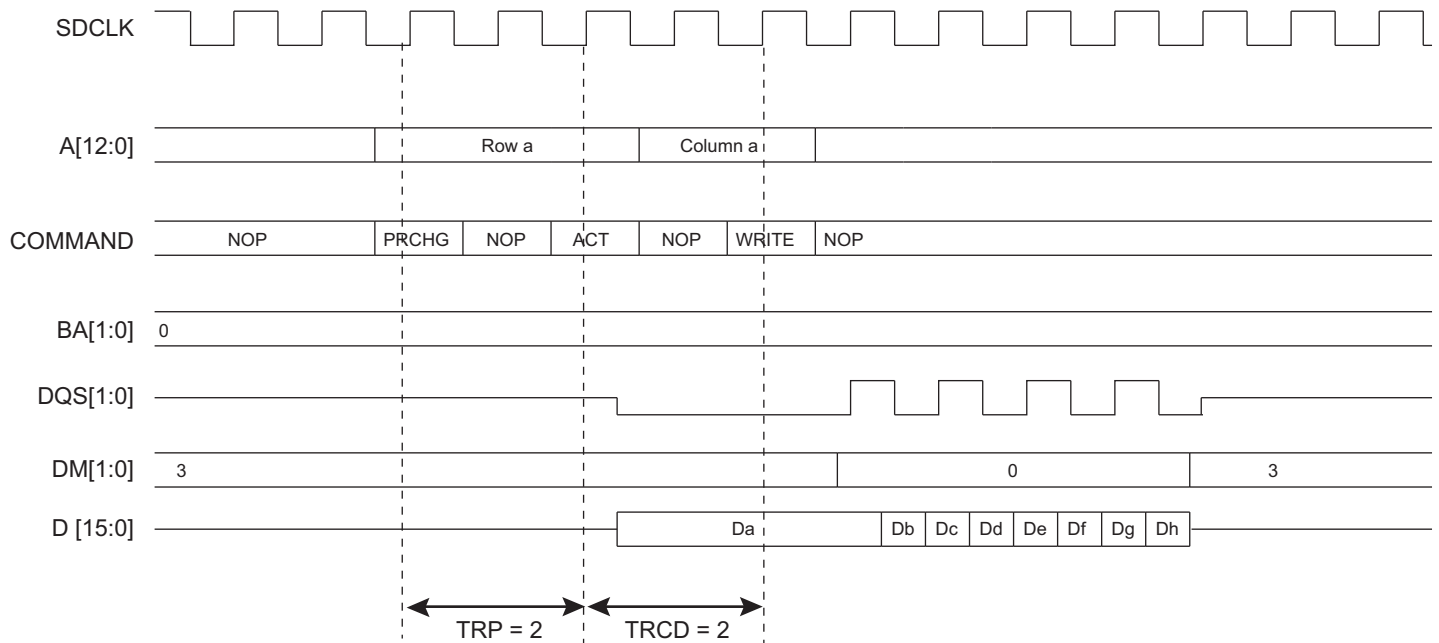 SDCLK
A[12:0] Row a Column a
COMMAND NOP PRCHG NOP ACT NOP WRITE NOP
BA[1:0] 0
DQS[1:0]
DM[1:0] 3 0 3
D [15:0] Da Db Dc Dd De Df Dg Dh
TRP = 2 TRCD = 2